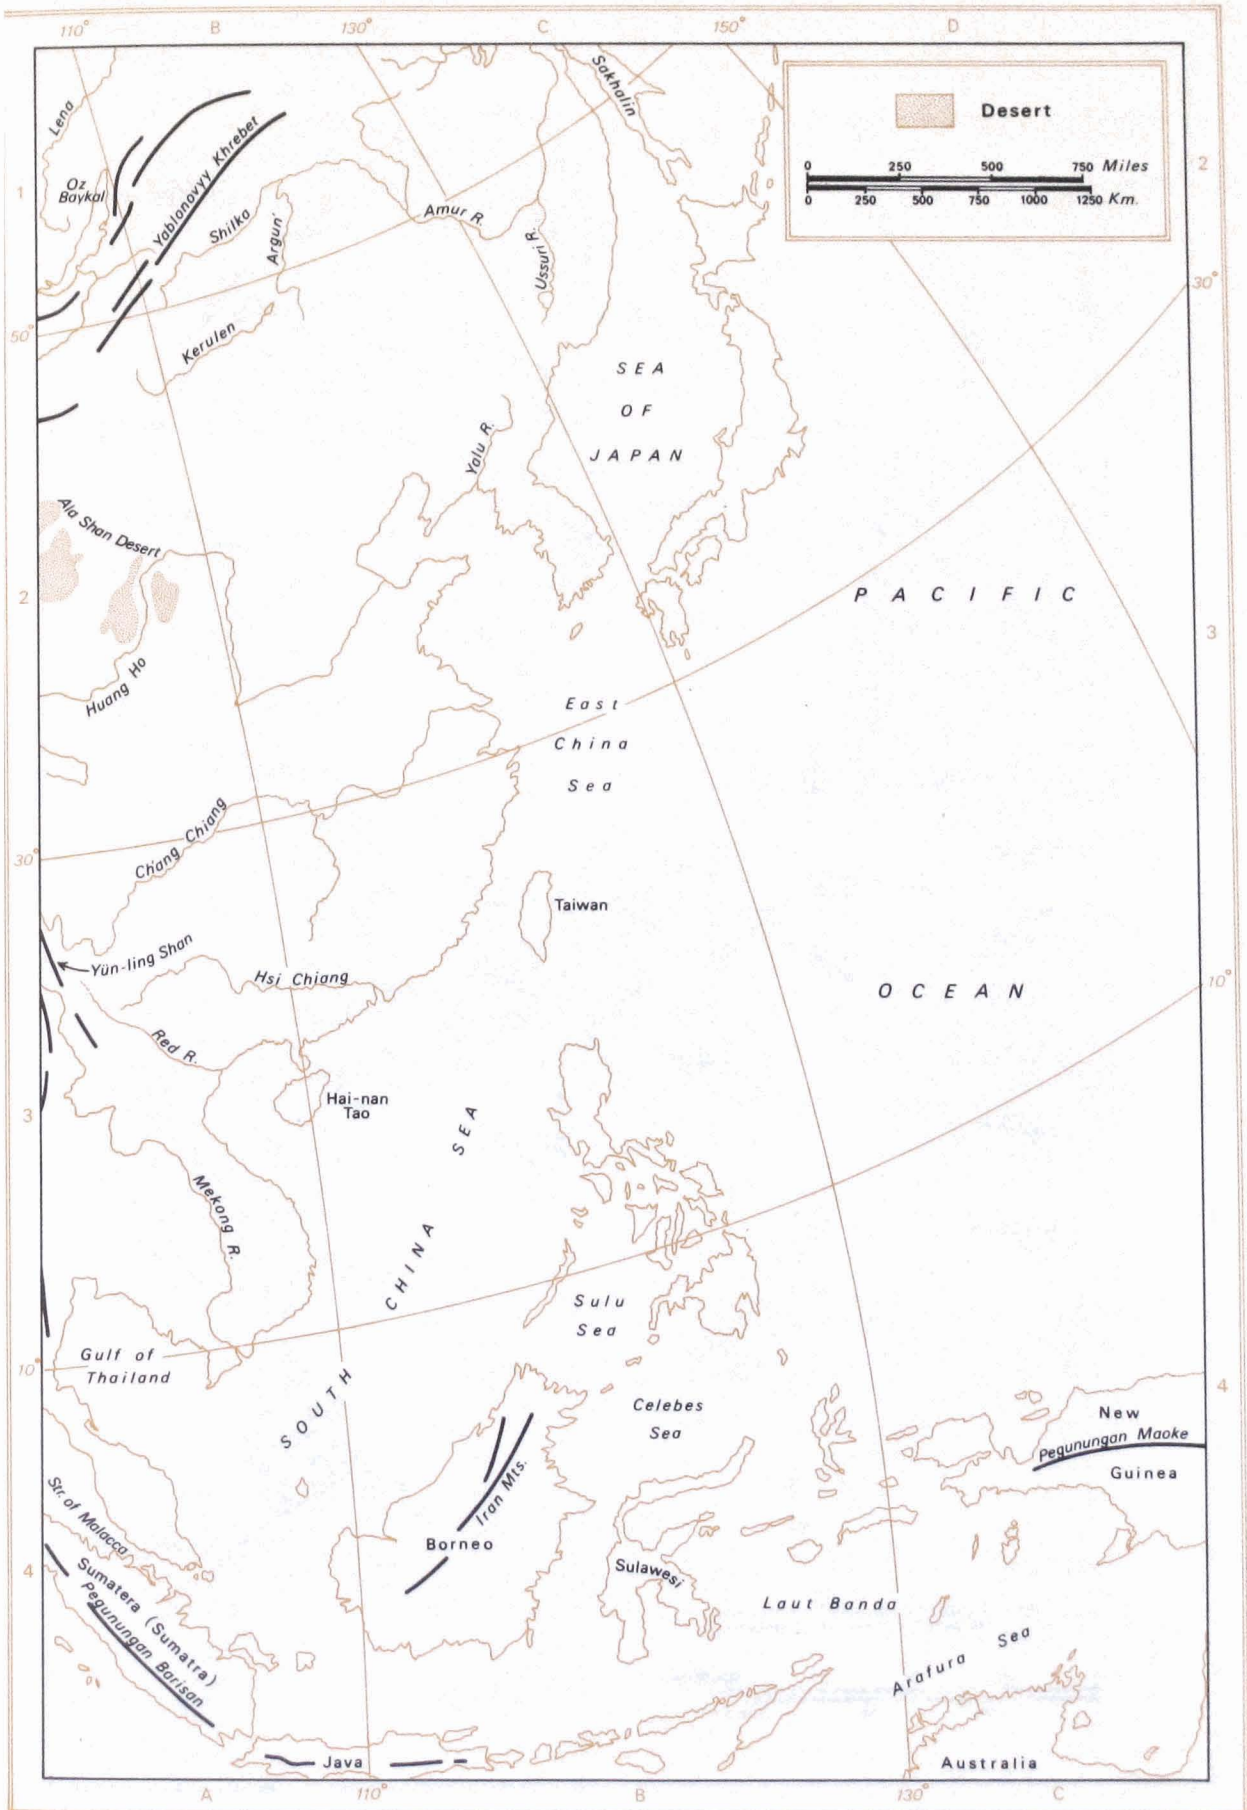 110° B 130° C 150° D
Desert
0 250 500 750 Miles
0 250 500 750 1000 1250 Km.
Lena
Sakhalin
1
2
Oz
Baykal
Yablonovyy Khrebet
Shilka
Argun'
Amur R.
Ussuri R.
30°
50°
Kerulen
SEA
OF
JAPAN
Yalu R.
Ala Shan Desert
2
PACIFIC
3
Huang Ho
East
China
Sea
Chang Chiang
30°
Taiwan
Yün-ling Shan
Hsi Chiang
OCEAN
10°
Red R.
Hai-nan
Tao
3
SOUTH CHINA SEA
Mekong R.
Sulu
Sea
Gulf of
Thailand
10°
Celebes
Sea
4
New
Pegunungan Maoke
Guinea
Iran Mts.
Str. of Malacca
Borneo
Sulawesi
4
Sumatera (Sumatra)
Pegunungan Barisan
Laut Banda
Arafura Sea
Java
Australia
A 110° B 130° C